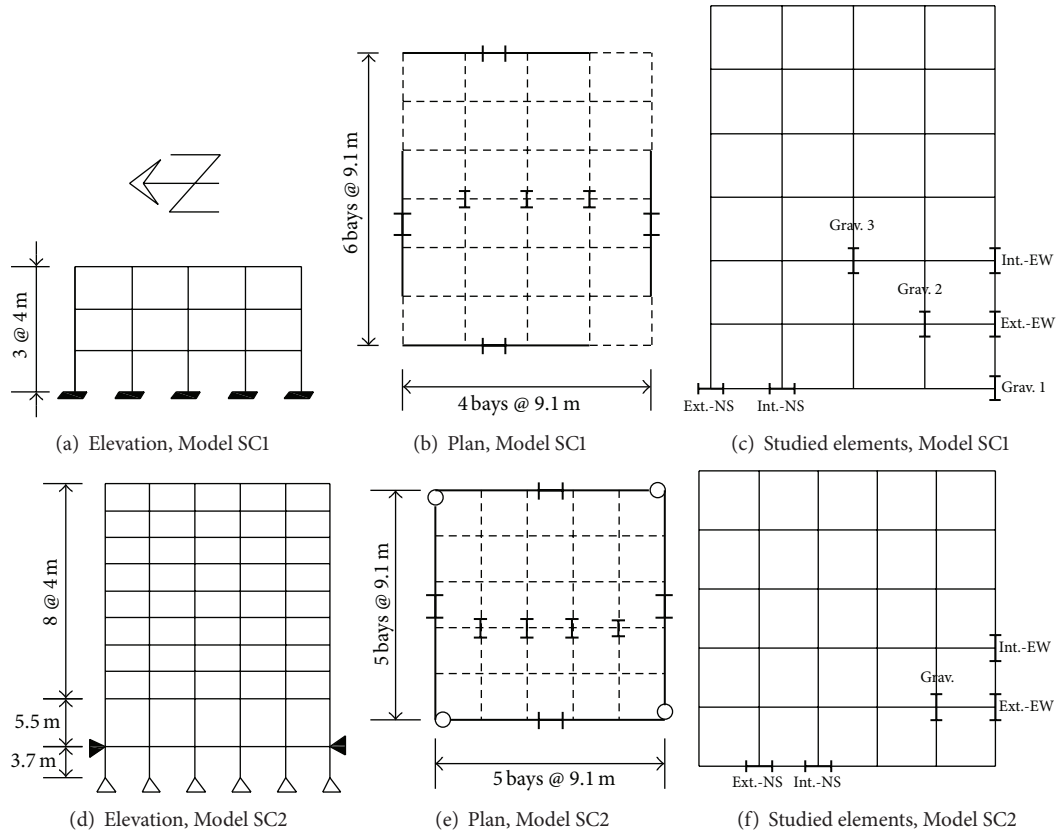 3 @ 4 m
(a) Elevation, Model SC1
6 bays @ 9.1 m
4 bays @ 9.1 m
(b) Plan, Model SC1
Grav. 3
Int.-EW
Grav. 2
Ext.-EW
Grav. 1
Ext.-NS
Int.-NS
(c) Studied elements, Model SC1
8 @ 4 m
5.5 m
3.7 m
(d) Elevation, Model SC2
5 bays @ 9.1 m
5 bays @ 9.1 m
(e) Plan, Model SC2
Int.-EW
Grav.
Ext.-EW
Ext.-NS
Int.-NS
(f) Studied elements, Model SC2